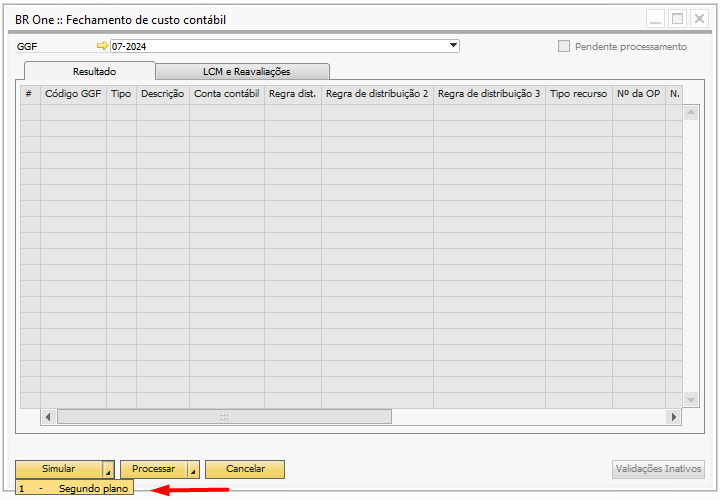 BR One :: Fechamento de custo contábil
GGF 07-2024 Pendente processamento
Resultado LCM e Reavaliações
# Código GGF Tipo Descrição Conta contábil Regra dist. Regra de distribuição 2 Regra de distribuição 3 Tipo recurso Nº da OP N.
Simular Processar Cancelar Validações Inativos
1 - Segundo plano